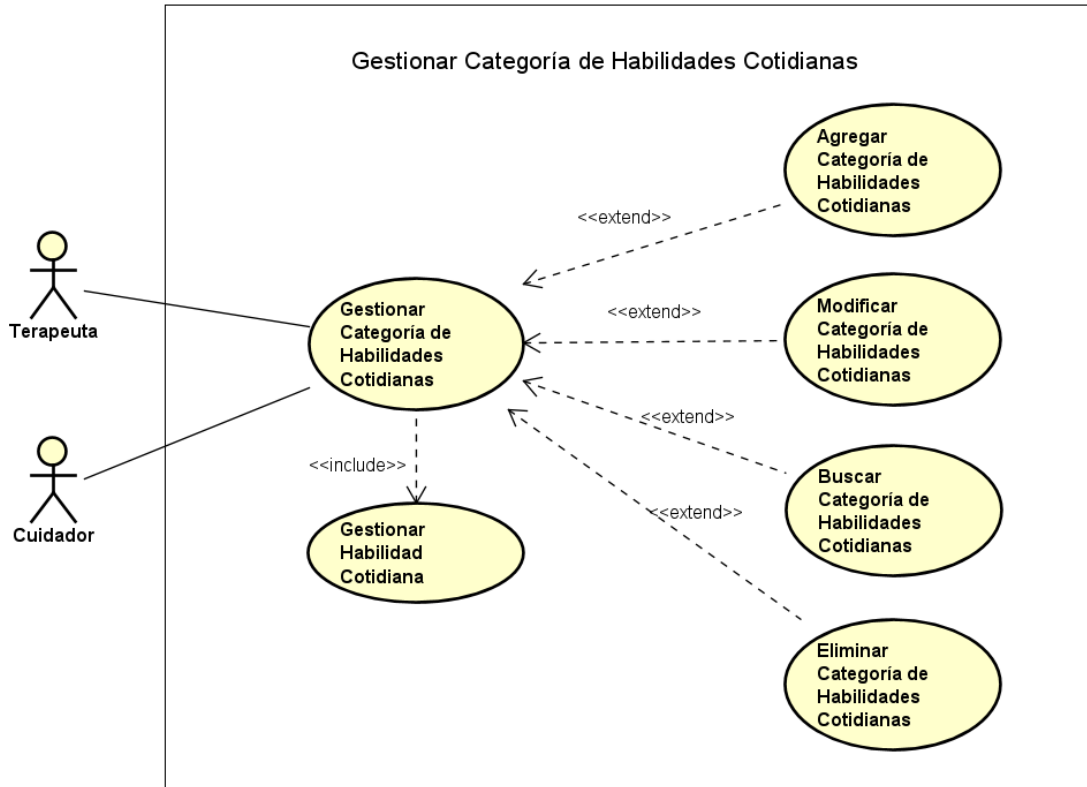 Gestionar Categoría de Habilidades Cotidianas
Agregar
Categoría de
Habilidades
Cotidianas
<<extend>>
Terapeuta
Gestionar
Categoría de
Habilidades
Cotidianas
<<extend>>
Modificar
Categoría de
Habilidades
Cotidianas
<<extend>>
Cuidador
<<include>>
Buscar
Categoría de
Habilidades
Cotidianas
<<extend>>
Gestionar
Habilidad
Cotidiana
Eliminar
Categoría de
Habilidades
Cotidianas